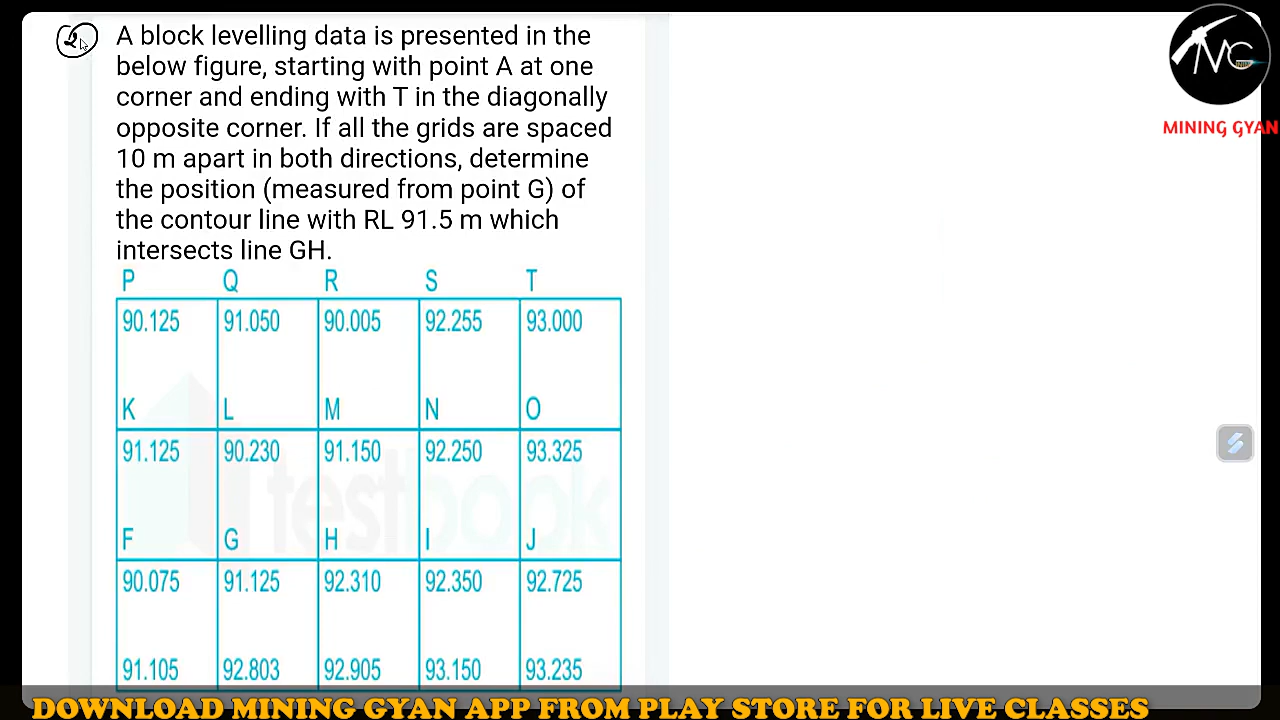 2 A block levelling data is presented in the
below figure, starting with point A at one
corner and ending with T in the diagonally
opposite corner. If all the grids are spaced
10 m apart in both directions, determine
the position (measured from point G) of
the contour line with RL 91.5 m which
intersects line GH.
P Q R S T
90.125 91.050 90.005 92.255 93.000
K L M N O
91.125 90.230 91.150 92.250 93.325
F G H I J
90.075 91.125 92.310 92.350 92.725
91.105 92.803 92.905 93.150 93.235
testbook
MG
MINING GYAN
DOWNLOAD MINING GYAN APP FROM PLAY STORE FOR LIVE CLASSES